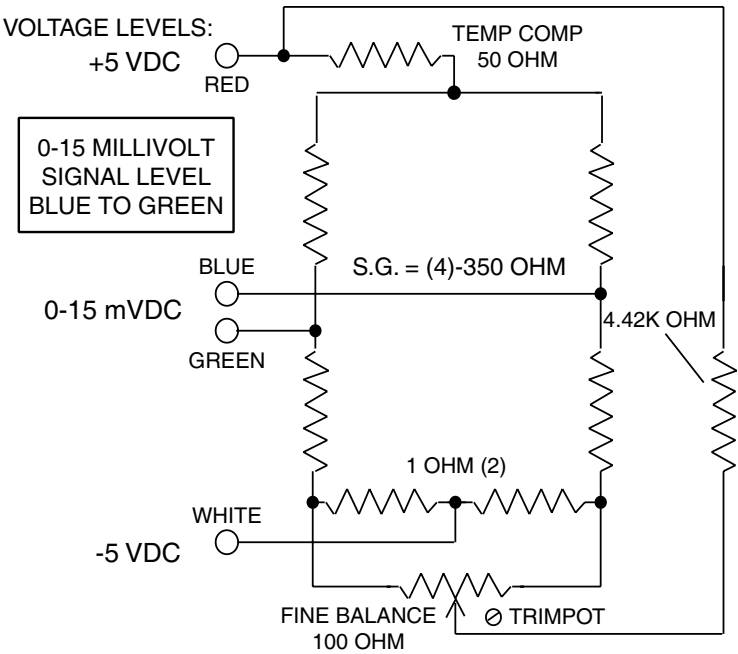 VOLTAGE LEVELS:
+5 VDC
RED
TEMP COMP
50 OHM
0-15 MILLIVOLT
SIGNAL LEVEL
BLUE TO GREEN
BLUE
S.G. = (4)-350 OHM
0-15 mVDC
4.42K OHM
GREEN
1 OHM (2)
WHITE
-5 VDC
FINE BALANCE
100 OHM
⊘ TRIMPOT